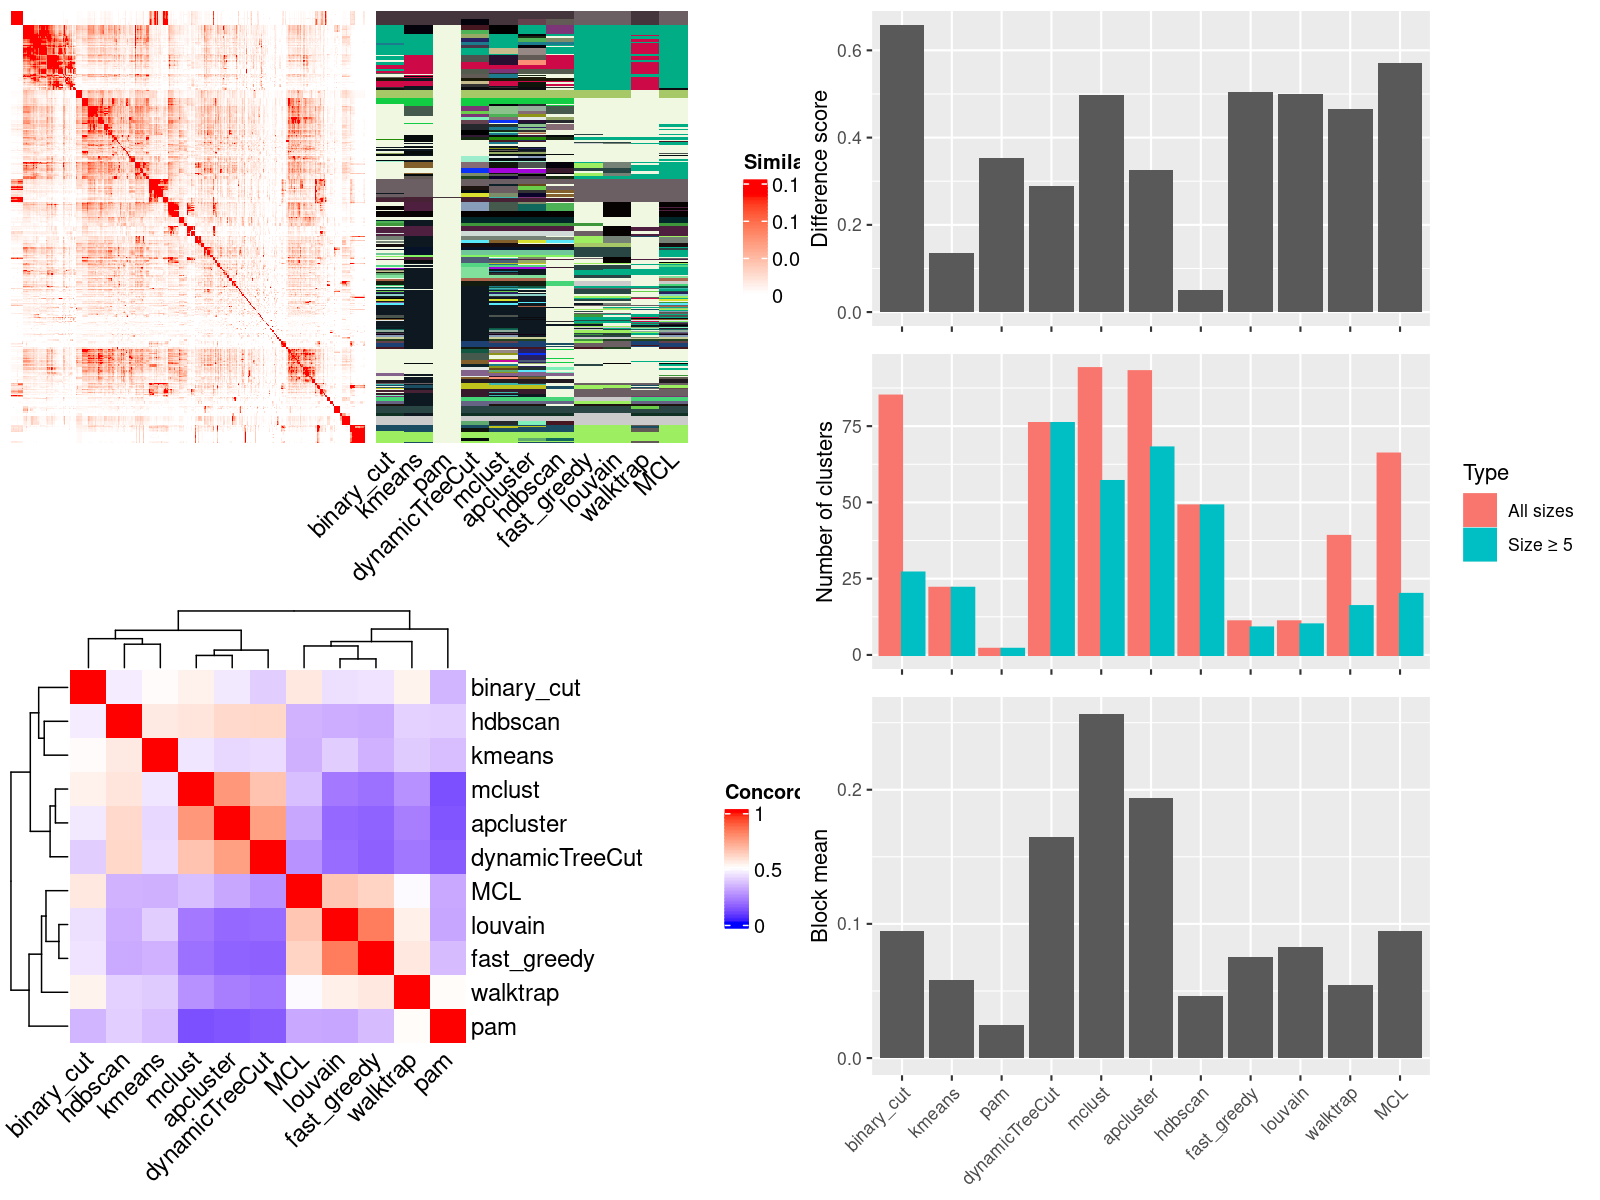 Simila
0.1
0.1
0.0
0
binary_cut
kmeans
pam
dynamicTreeCut
mclust
apcluster
hdbscan
fast_greedy
louvain
walktrap
MCL
binary_cut
hdbscan
kmeans
mclust
apcluster
dynamicTreeCut
MCL
louvain
fast_greedy
walktrap
pam
binary_cut
hdbscan
kmeans
mclust
apcluster
dynamicTreeCut
MCL
louvain
fast_greedy
walktrap
pam
Concord
1
0.5
0
Difference score
0.6
0.4
0.2
0.0
Number of clusters
75
50
25
0
Type
All sizes
Size ≥ 5
Block mean
0.2
0.1
0.0
binary_cut
kmeans
pam
dynamicTreeCut
mclust
apcluster
hdbscan
fast_greedy
louvain
walktrap
MCL